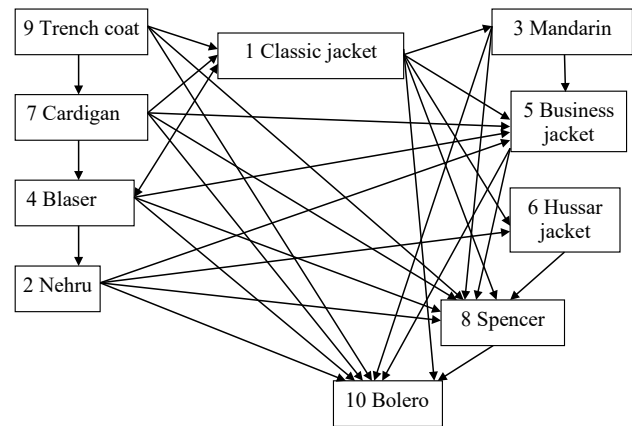 9 Trench coat
1 Classic jacket
3 Mandarin
7 Cardigan
5 Business
jacket
4 Blaser
6 Hussar
jacket
2 Nehru
8 Spencer
10 Bolero